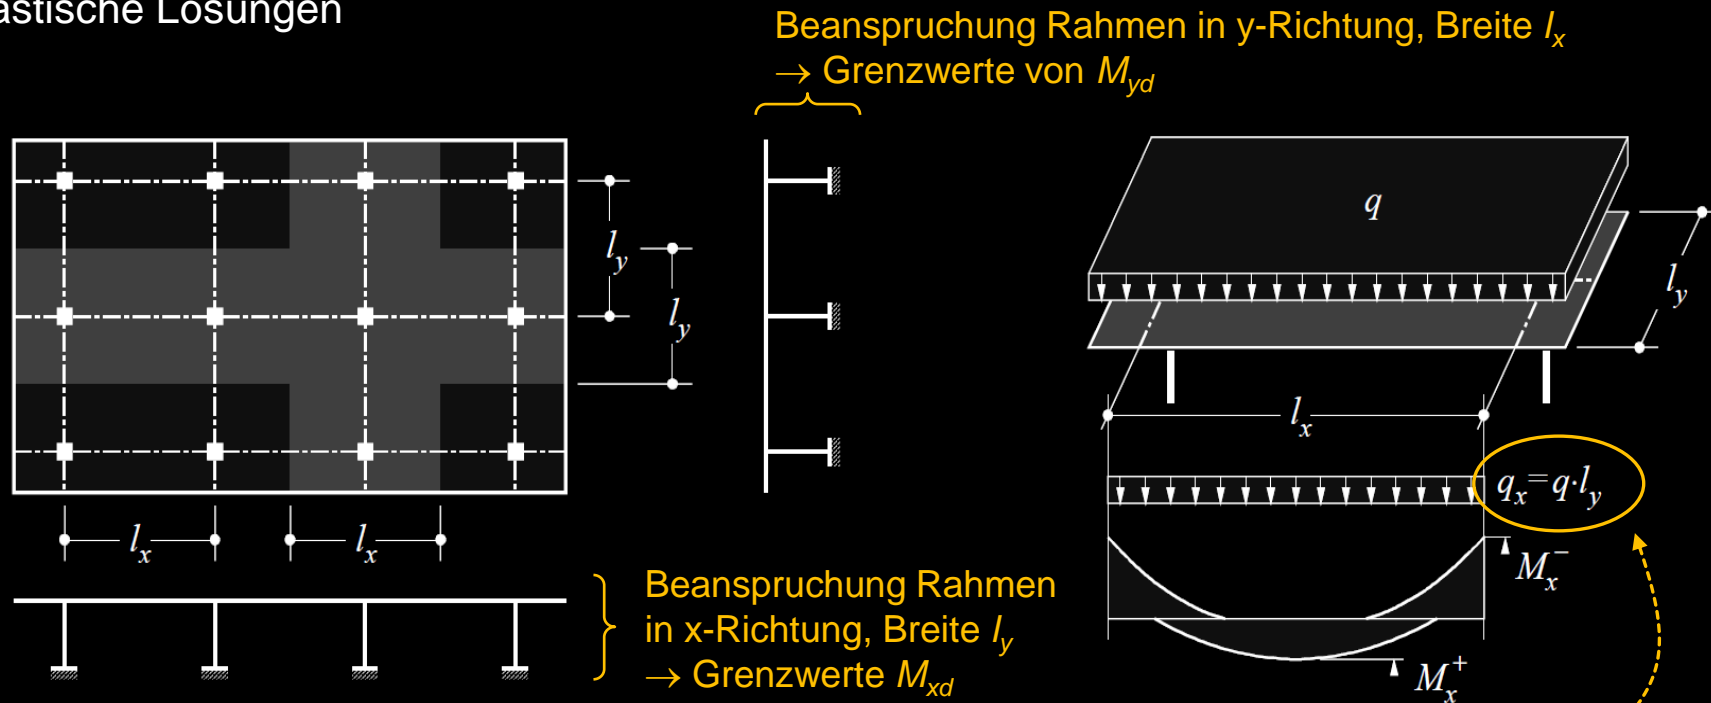 astische Lösungen
Beanspruchung Rahmen in y-Richtung, Breite lx
→ Grenzwerte von Myd
q
ly
ly
ly
lx
qx=q·ly
lx
lx
Mx−
Beanspruchung Rahmen
in x-Richtung, Breite ly
→ Grenzwerte Mxd
Mx+